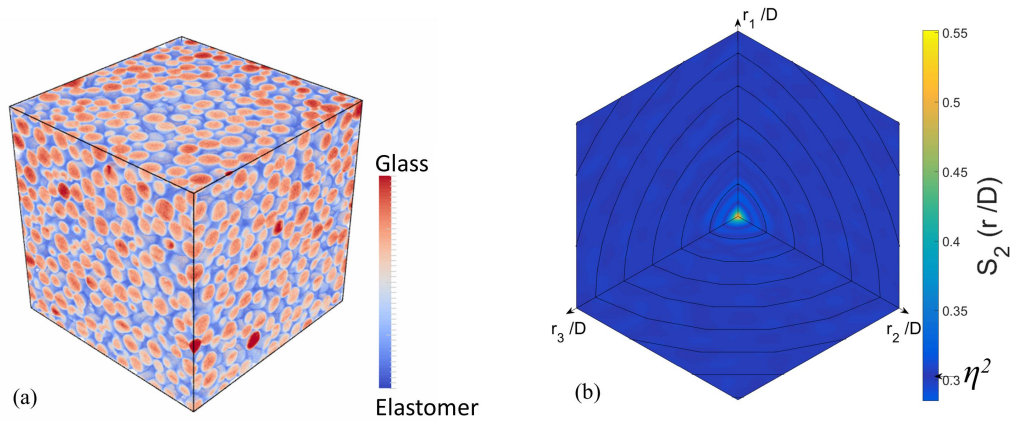 Glass
Elastomer
(a)
r₁ /D
r₃ /D
r₂ /D
(b)
0.55
0.5
0.45
0.4
0.35
0.3
η²
S₂ (r /D)